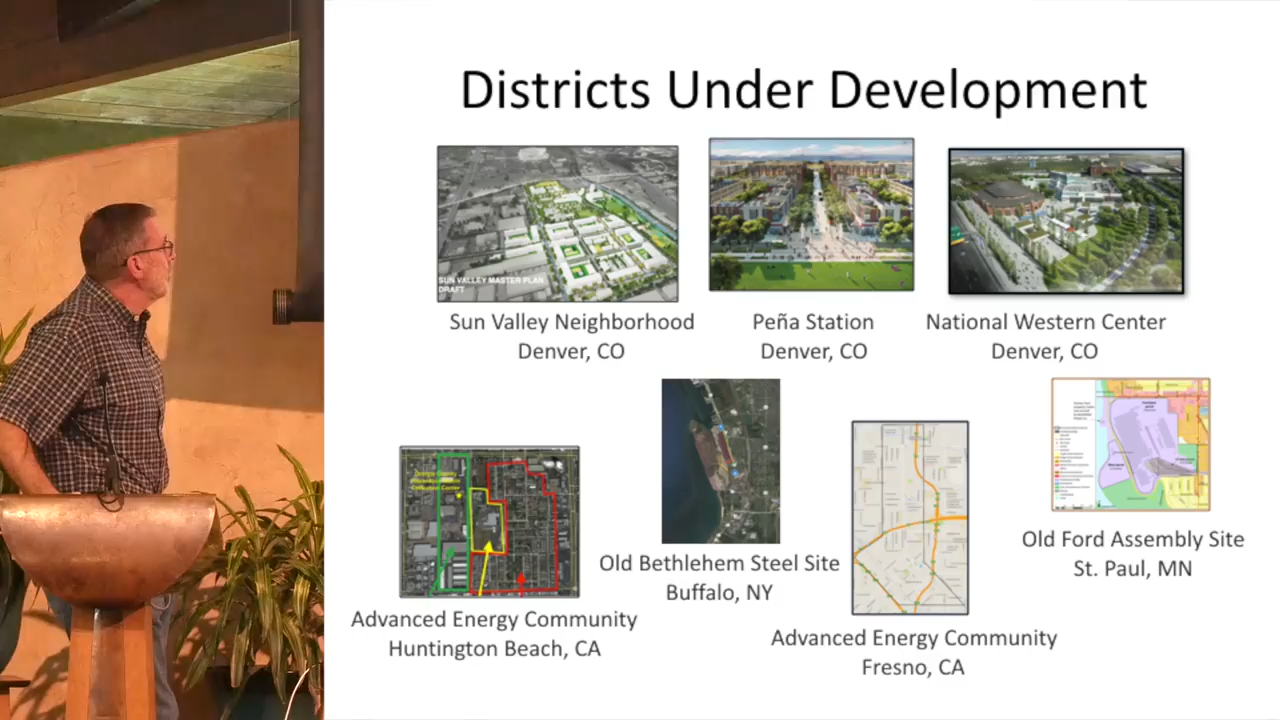 Districts Under Development
SUN VALLEY MASTER PLAN
DRAFT
Sun Valley Neighborhood
Denver, CO
Peña Station
Denver, CO
National Western Center
Denver, CO
Advanced Energy Community
Huntington Beach, CA
Old Bethlehem Steel Site
Buffalo, NY
Advanced Energy Community
Fresno, CA
Old Ford Assembly Site
St. Paul, MN